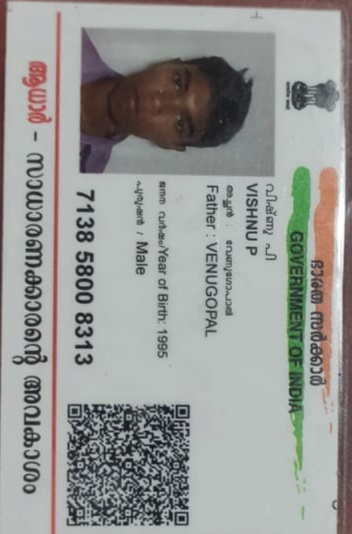 ഭാരത സർക്കാർ
GOVERNMENT OF INDIA
വിഷ്ണു പി
VISHNU P
അച്ഛൻ : വേണുഗോപാൽ
Father : VENUGOPAL
ജനന വർഷം/Year of Birth: 1995
പുരുഷൻ / Male
7138 5800 8313
ആധാർ - സാധാരണക്കാരന്റെ അവകാശം